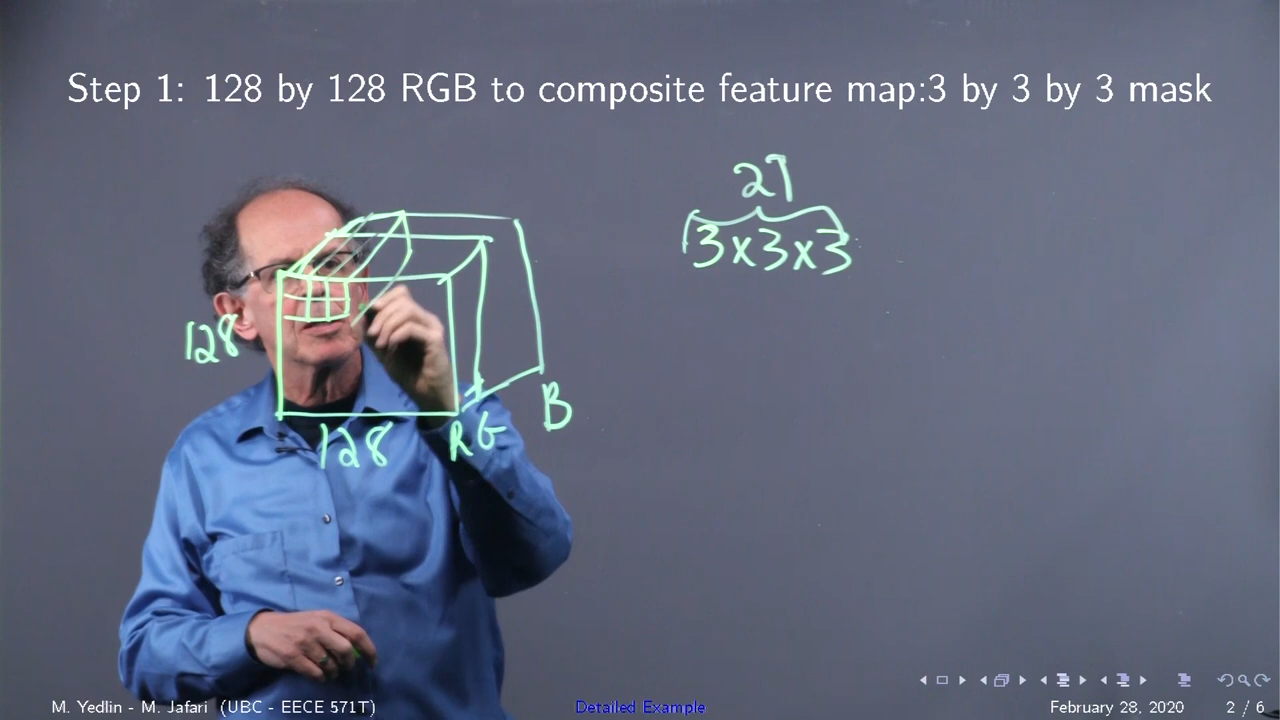 Step 1: 128 by 128 RGB to composite feature map:3 by 3 by 3 mask
27
3x3x3
128
128
R G
B
M. Yedlin - M. Jafari (UBC - EECE 571T)
Detailed Example
February 28, 2020
2 / 6